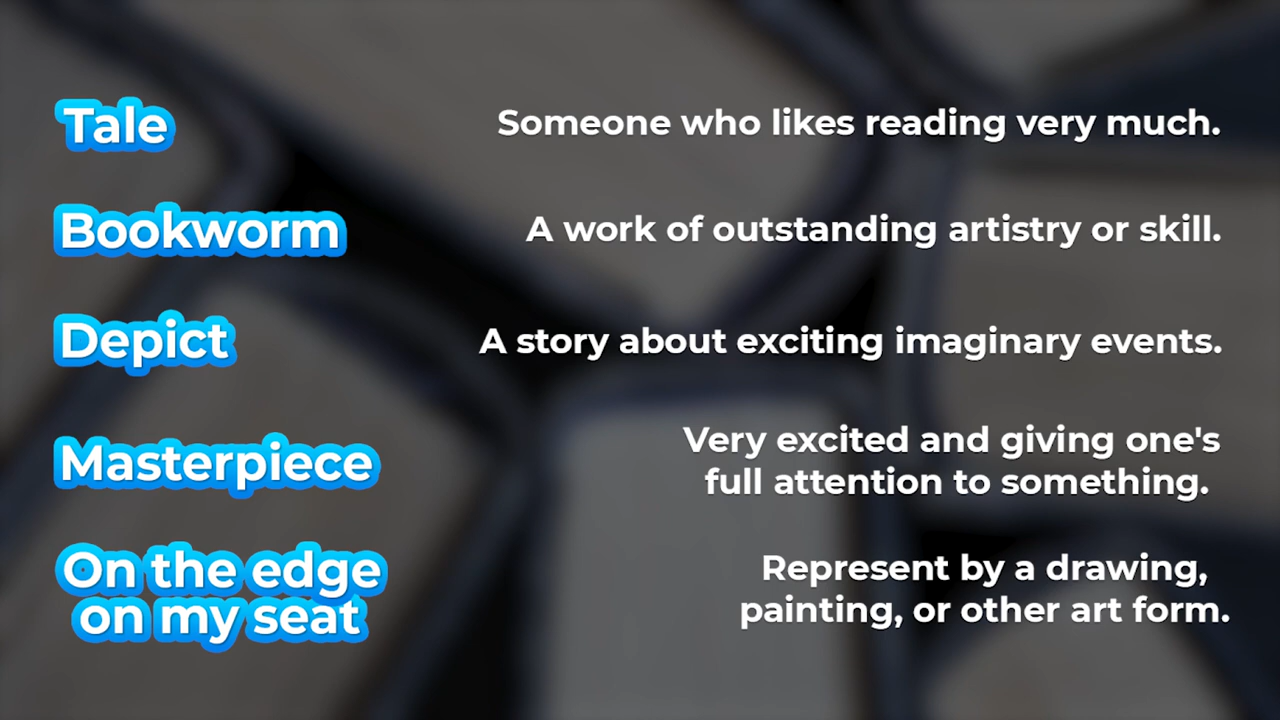 Tale
Someone who likes reading very much.
Bookworm
A work of outstanding artistry or skill.
Depict
A story about exciting imaginary events.
Masterpiece
Very excited and giving one's
full attention to something.
On the edge
on my seat
Represent by a drawing,
painting, or other art form.